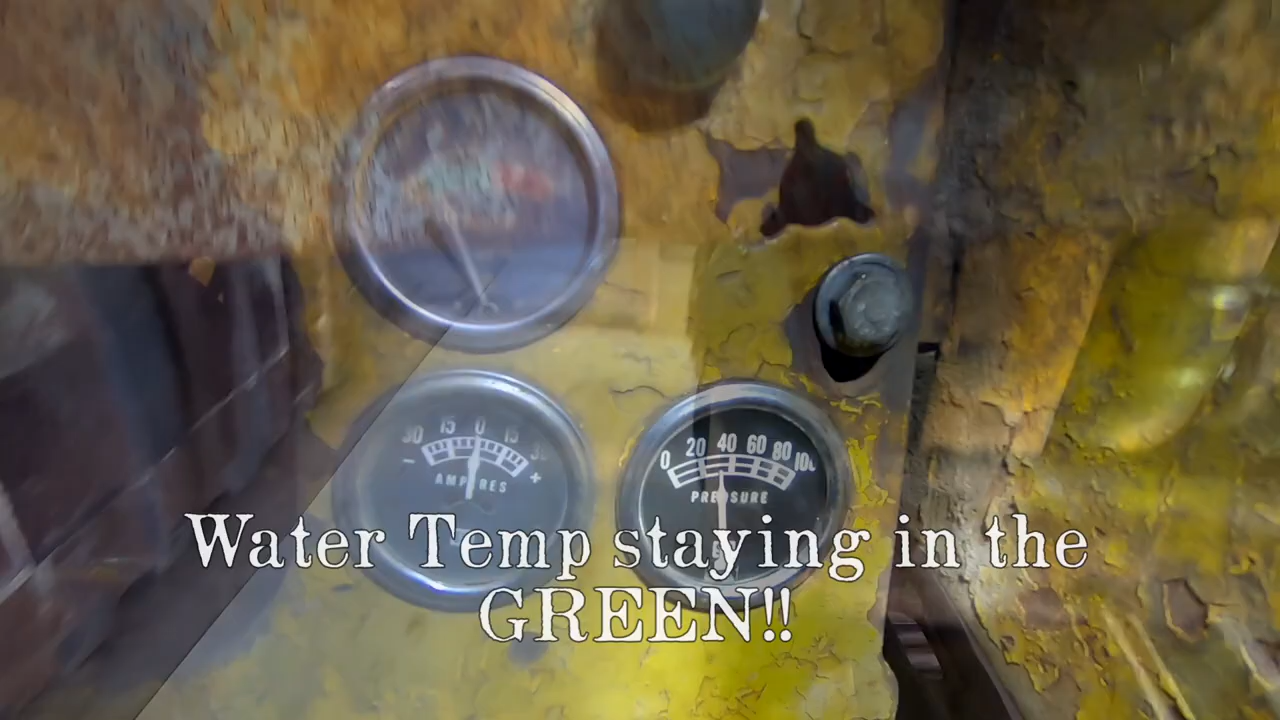 30 15 0 15 30
- +
AMPERES
0 20 40 60 80 100
PRESSURE
Water Temp staying in the
GREEN!!